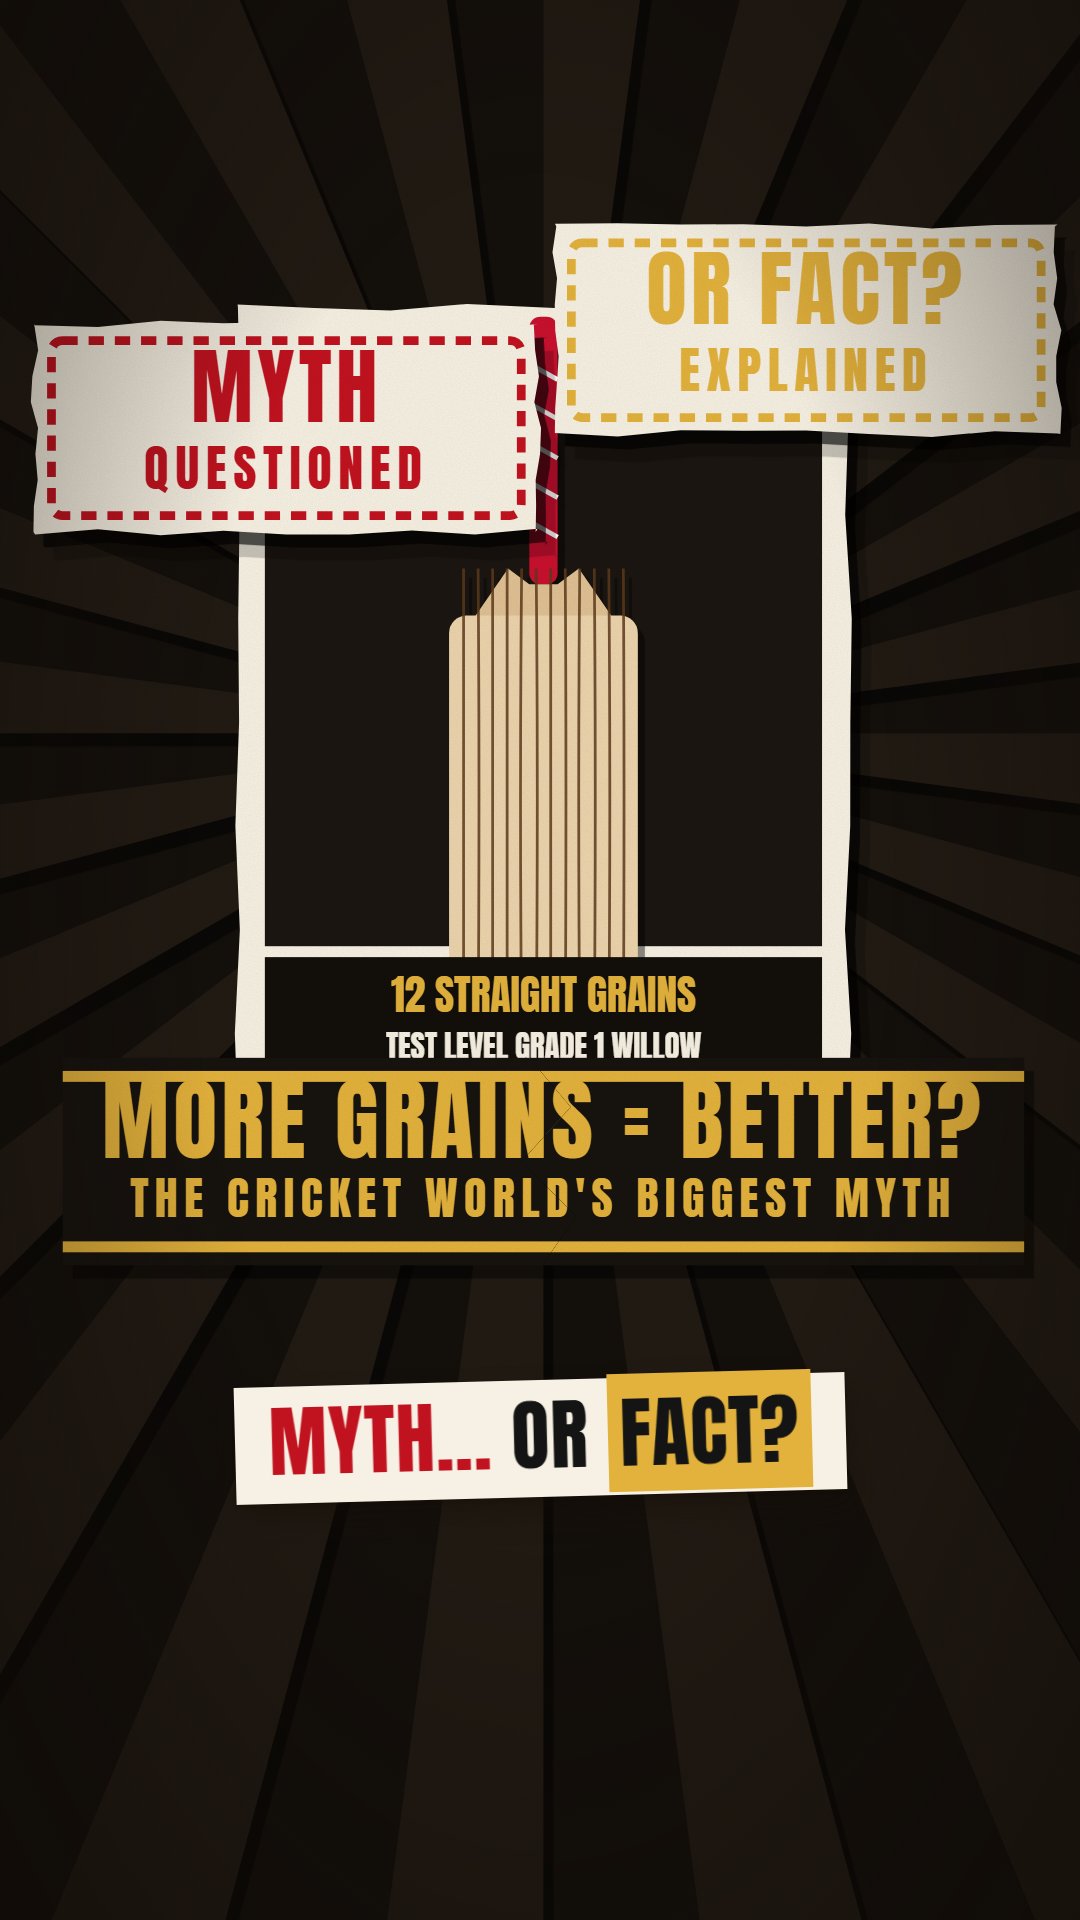 OR FACT?
EXPLAINED
MYTH
QUESTIONED
12 STRAIGHT GRAINS
TEST LEVEL GRADE 1 WILLOW
MORE GRAINS = BETTER?
THE CRICKET WORLD'S BIGGEST MYTH
MYTH... OR FACT?